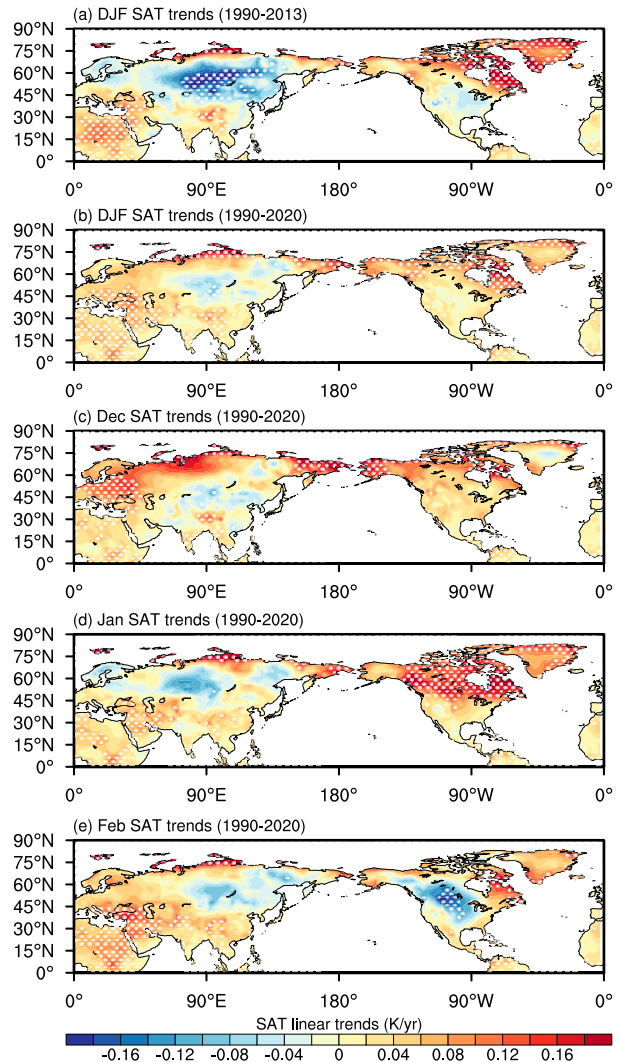 (a) DJF SAT trends (1990-2013)
90°N
75°N
60°N
45°N
30°N
15°N
0°
0° 90°E 180° 90°W 0°
(b) DJF SAT trends (1990-2020)
90°N
75°N
60°N
45°N
30°N
15°N
0°
0° 90°E 180° 90°W 0°
(c) Dec SAT trends (1990-2020)
90°N
75°N
60°N
45°N
30°N
15°N
0°
0° 90°E 180° 90°W 0°
(d) Jan SAT trends (1990-2020)
90°N
75°N
60°N
45°N
30°N
15°N
0°
0° 90°E 180° 90°W 0°
(e) Feb SAT trends (1990-2020)
90°N
75°N
60°N
45°N
30°N
15°N
0°
0° 90°E 180° 90°W 0°
SAT linear trends (K/yr)
-0.16 -0.12 -0.08 -0.04 0 0.04 0.08 0.12 0.16